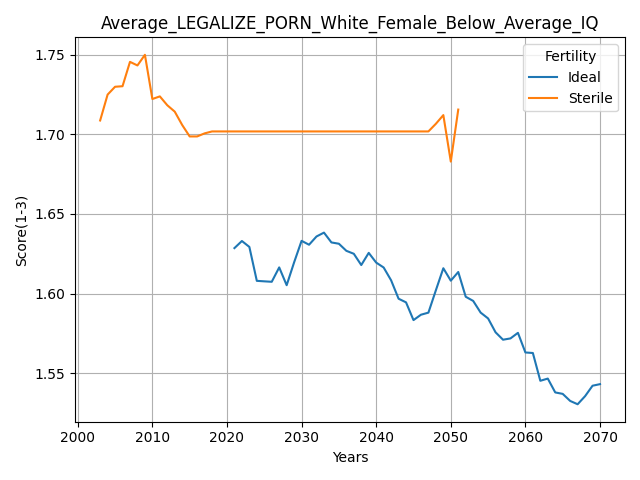 Average_LEGALIZE_PORN_White_Female_Below_Average_IQ
Fertility
Ideal
Sterile
Score(1-3)
1.75
1.70
1.65
1.60
1.55
2000 2010 2020 2030 2040 2050 2060 2070
Years